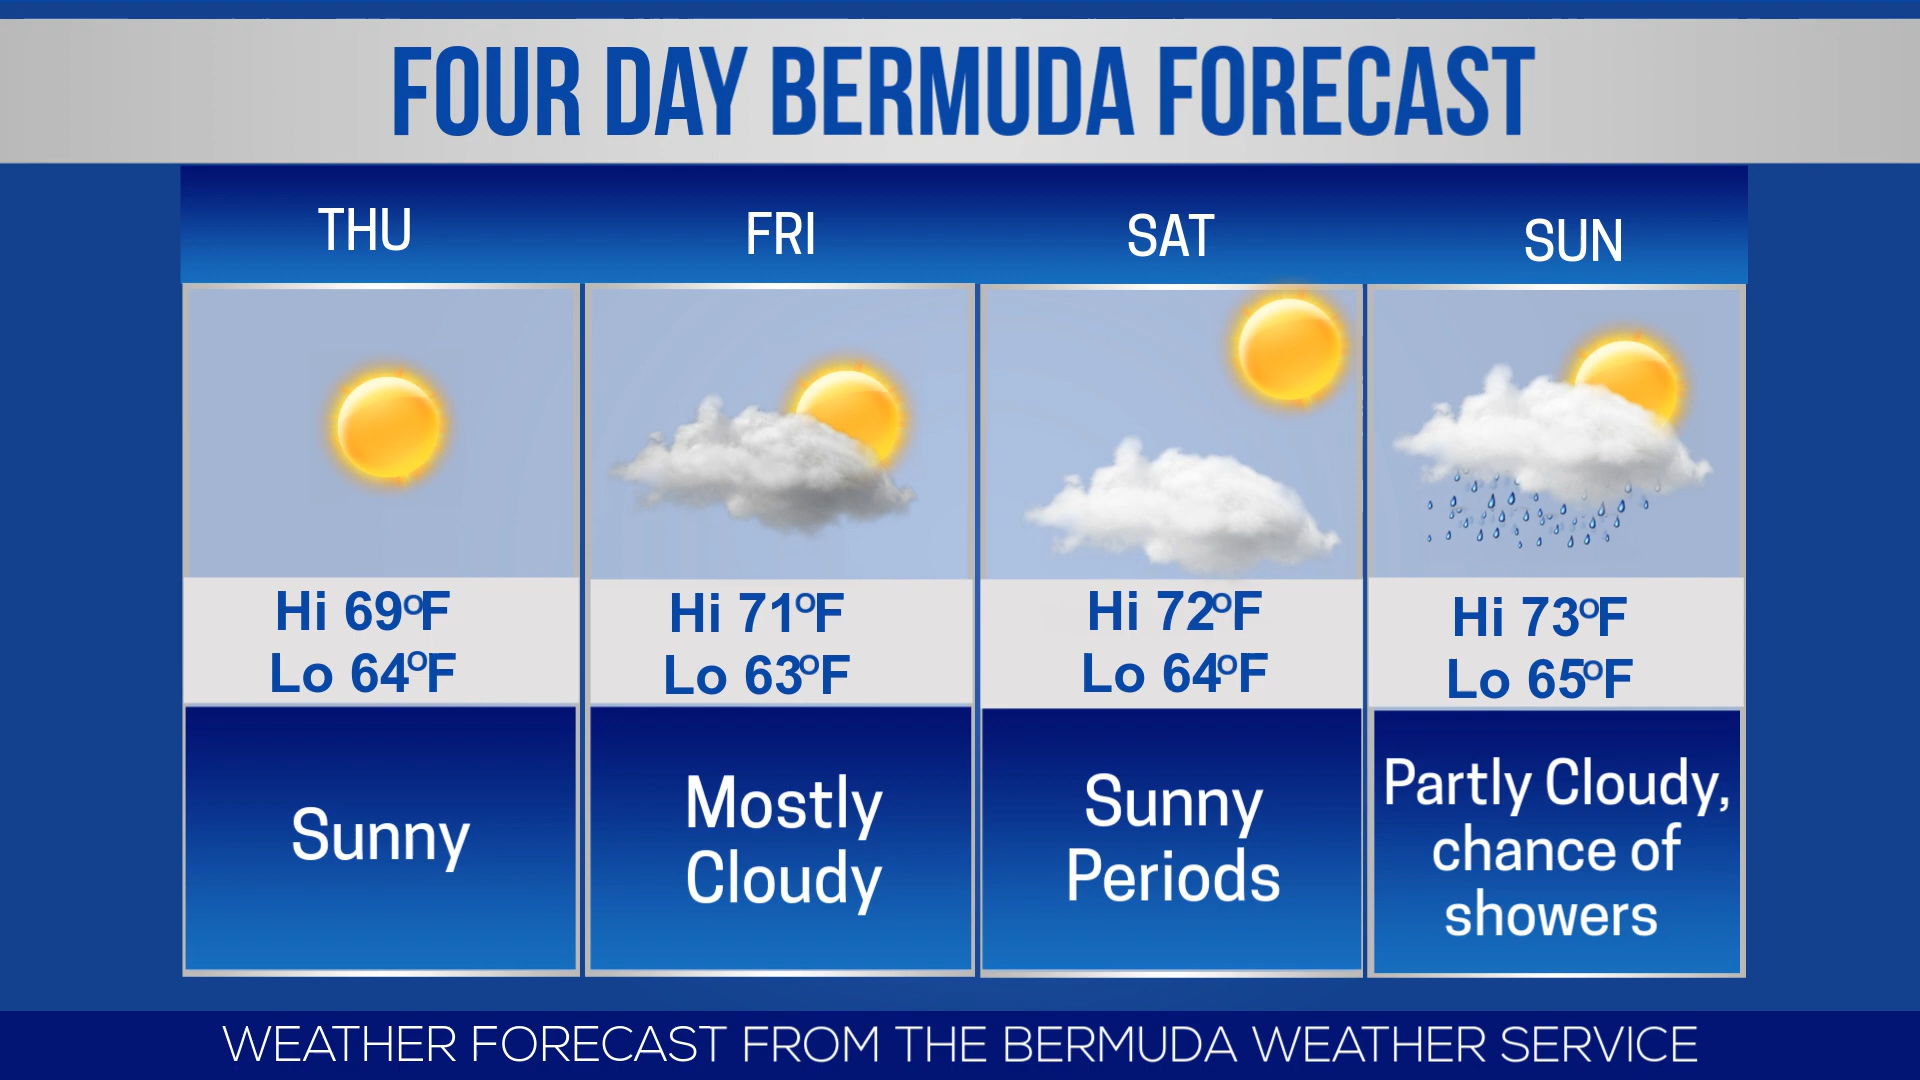 FOUR DAY BERMUDA FORECAST
THU
FRI
SAT
SUN
Hi 69ºF
Lo 64ºF
Hi 71ºF
Lo 63ºF
Hi 72ºF
Lo 64ºF
Hi 73ºF
Lo 65ºF
Sunny
Mostly
Cloudy
Sunny
Periods
Partly Cloudy,
chance of
showers
WEATHER FORECAST FROM THE BERMUDA WEATHER SERVICE